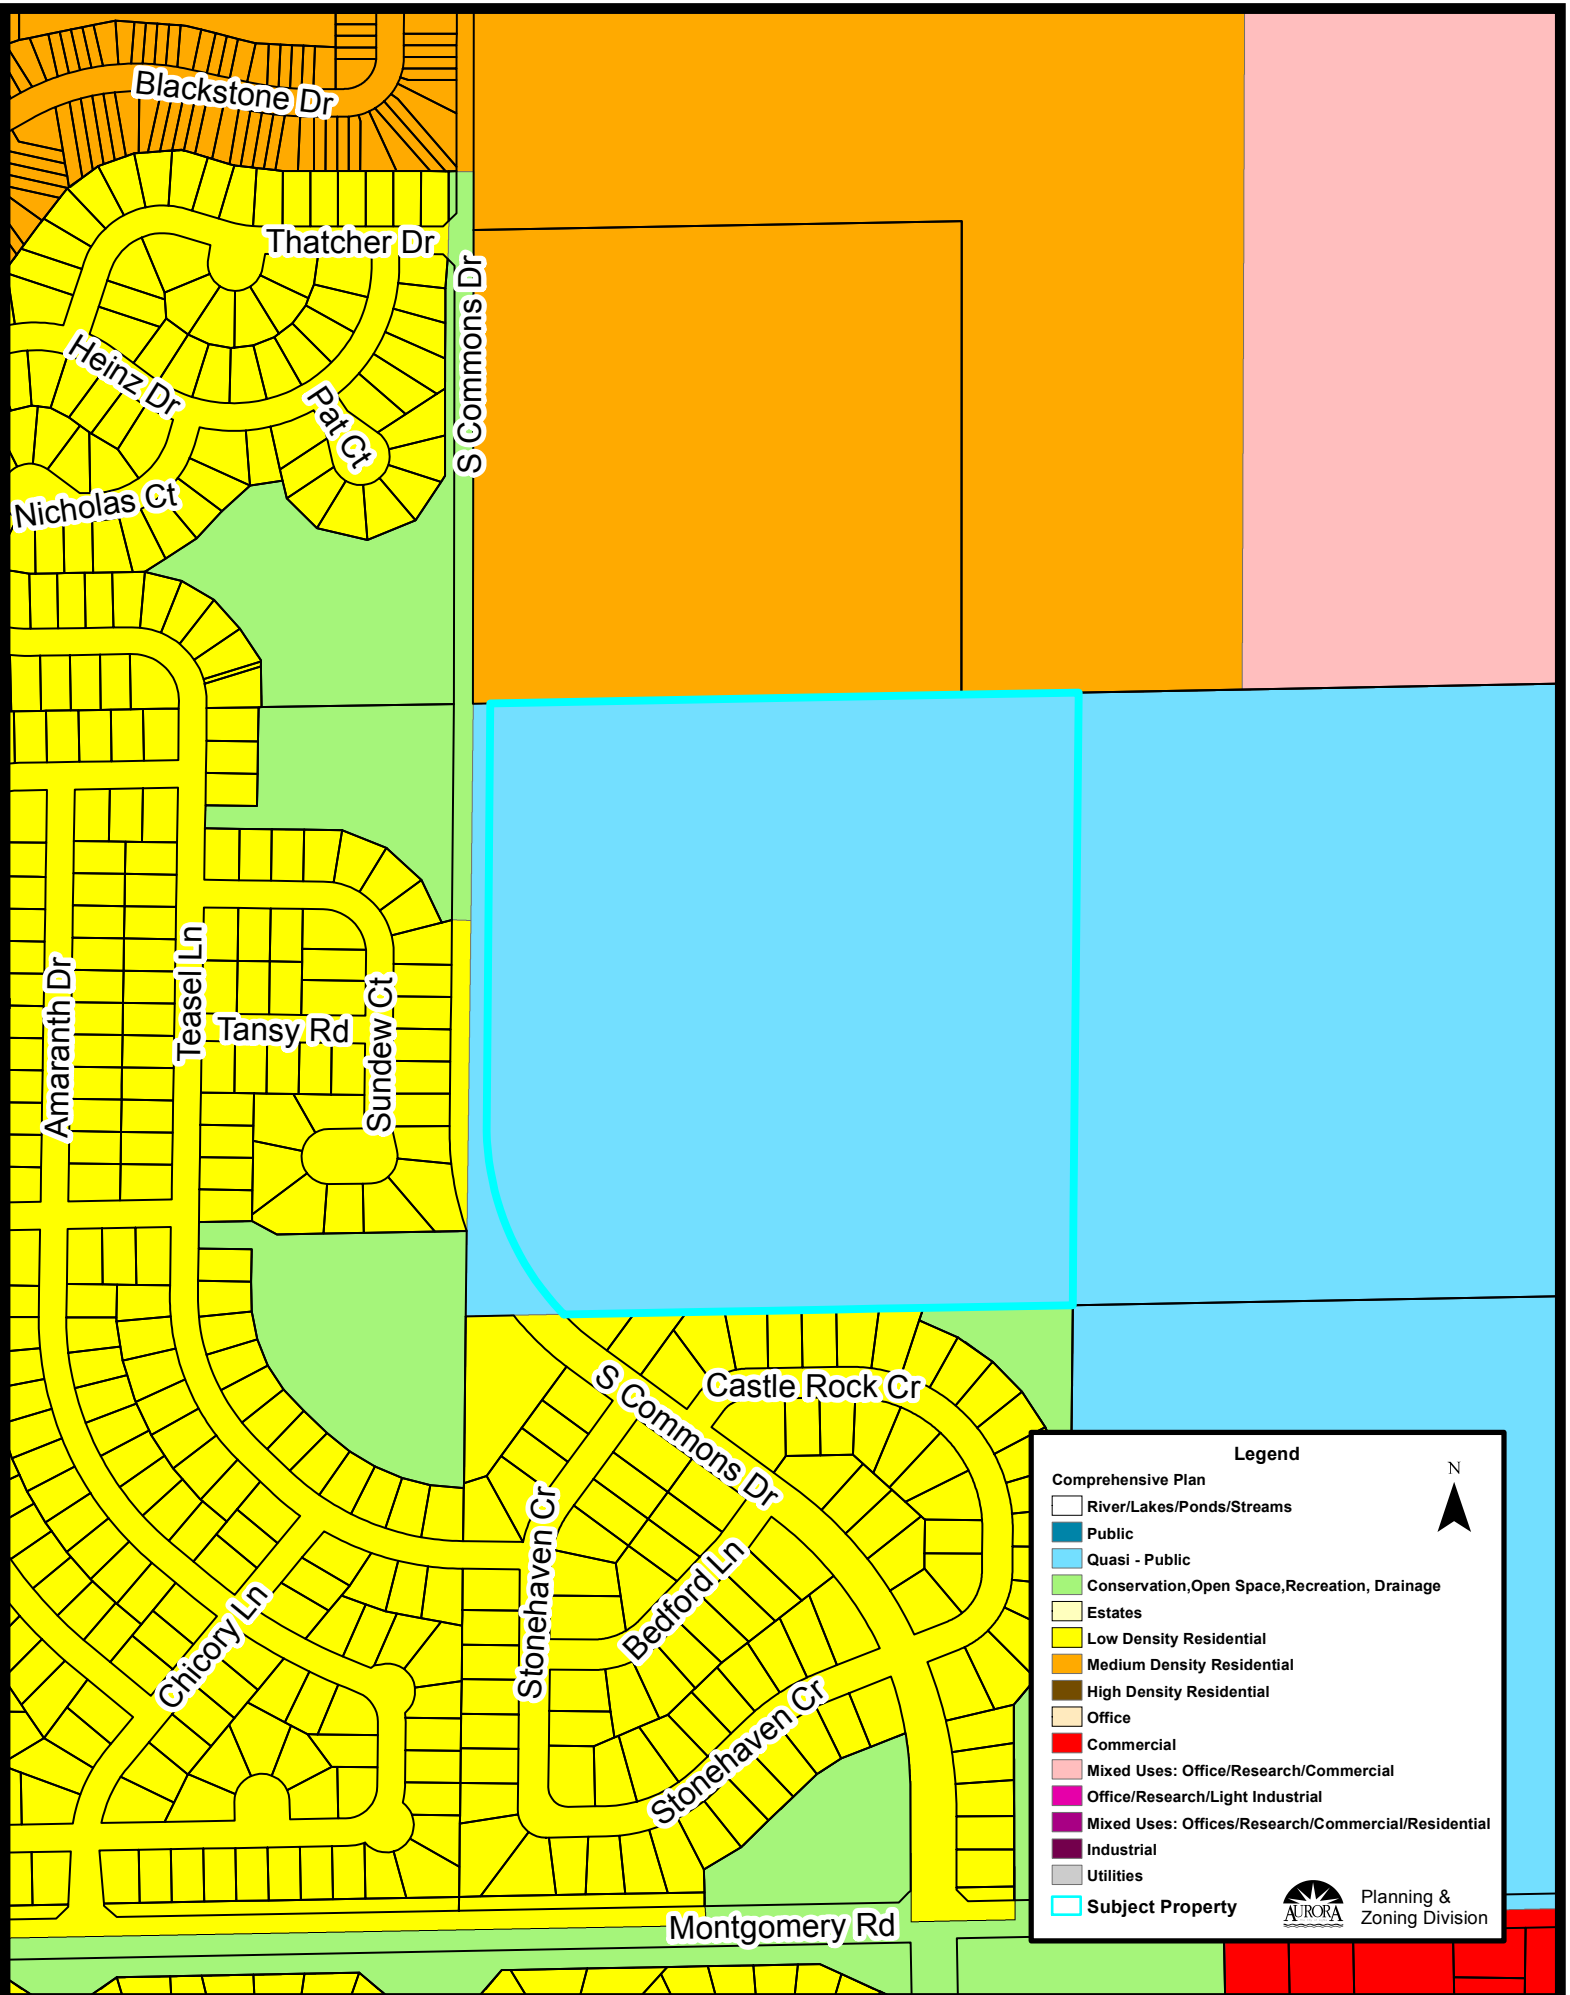 Blackstone Dr
Thatcher Dr
S Commons Dr
Heinz Dr
Pat Ct
Nicholas Ct
Amaranth Dr
Teasel Ln
Tansy Rd
Sundew Ct
S Commons Dr
Castle Rock Cr
Stonehaven Cr
Bedford Ln
Chicory Ln
Stonehaven Cr
Montgomery Rd
Legend
Comprehensive Plan
N
River/Lakes/Ponds/Streams
Public
Quasi - Public
Conservation,Open Space,Recreation, Drainage
Estates
Low Density Residential
Medium Density Residential
High Density Residential
Office
Commercial
Mixed Uses: Office/Research/Commercial
Office/Research/Light Industrial
Mixed Uses: Offices/Research/Commercial/Residential
Industrial
Utilities
Subject Property
AURORA
Planning &
Zoning Division